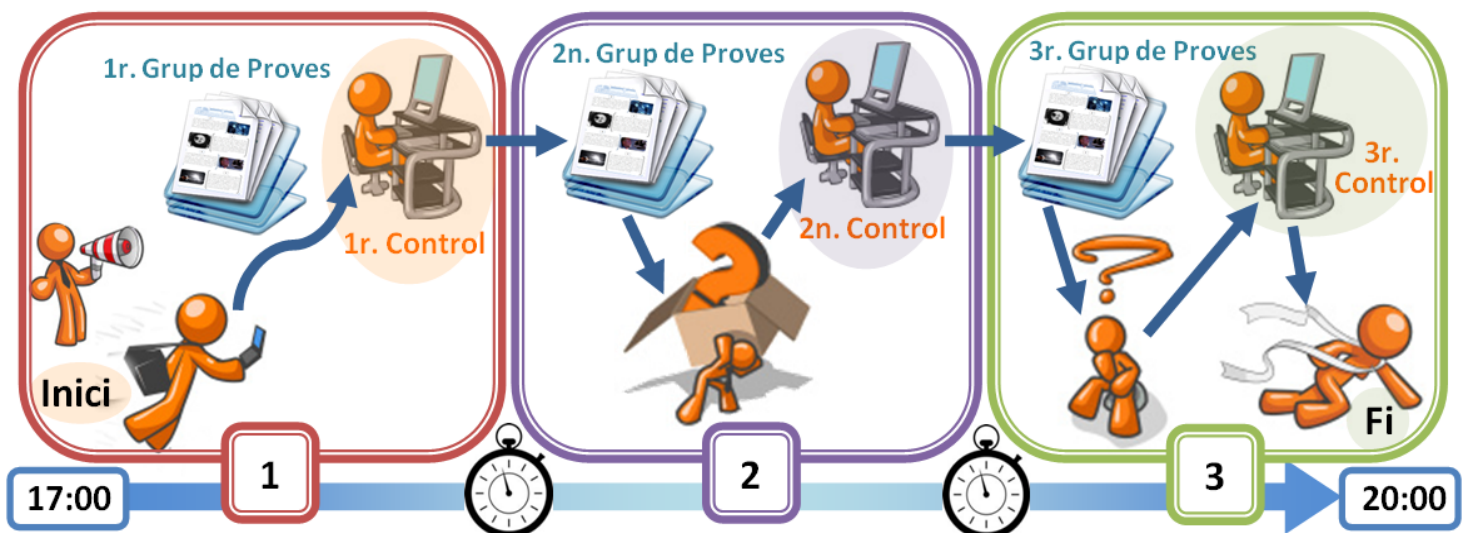 1r. Grup de Proves
1r. Control
Inici
2n. Grup de Proves
2n. Control
3r. Grup de Proves
3r.
Control
Fi
17:00
1
2
3
20:00